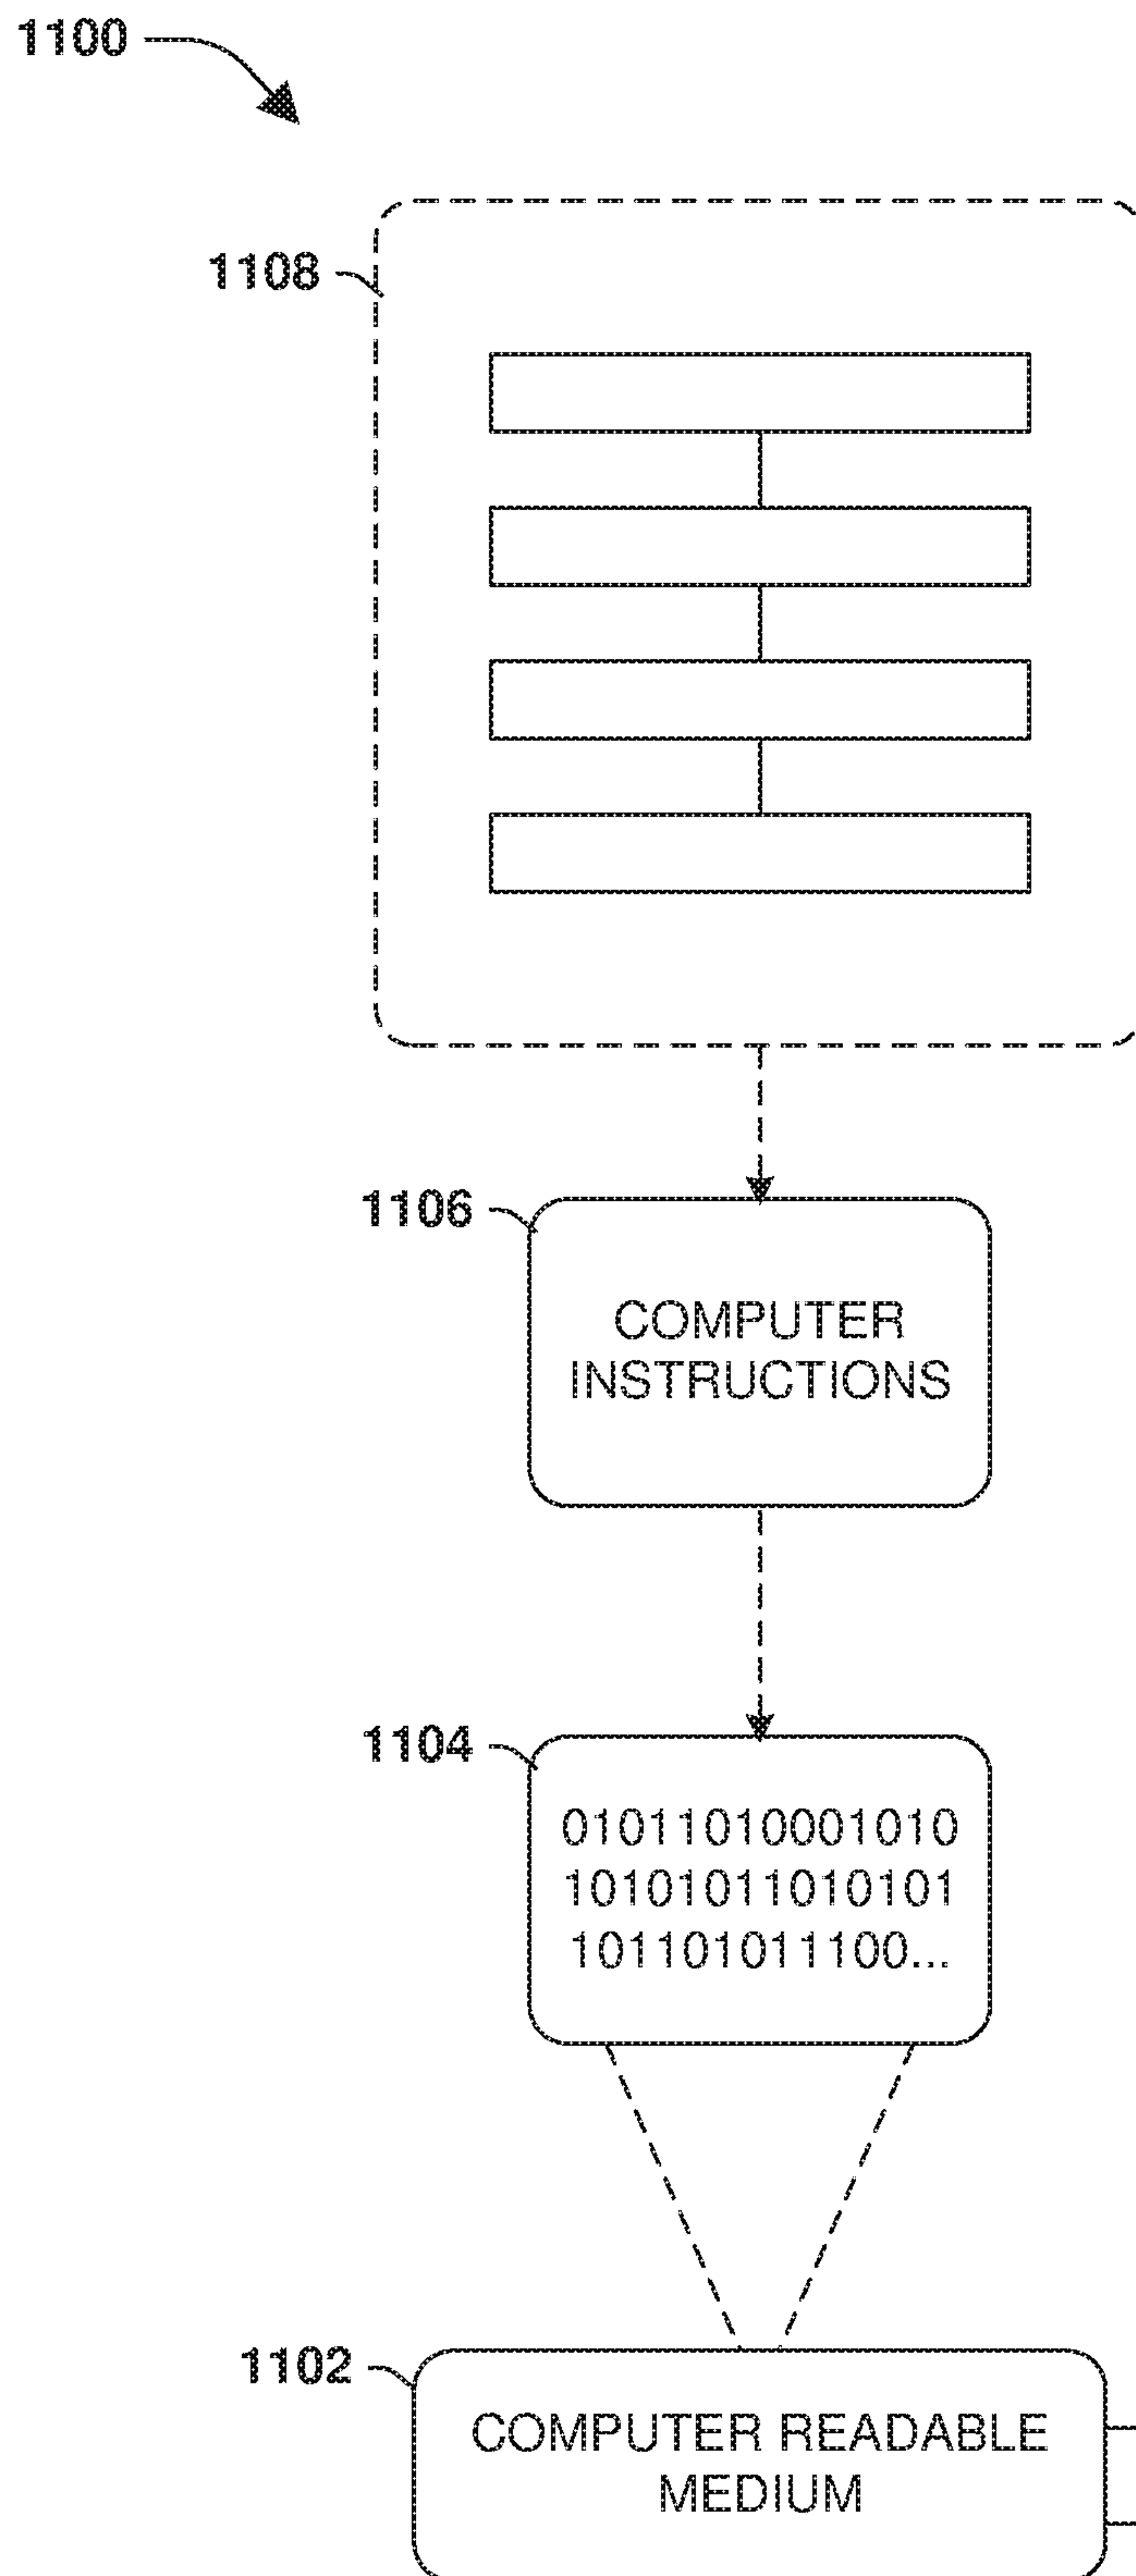 1100
1108
1106
COMPUTER
INSTRUCTIONS
1104
01011010001010
10101011010101
101101011100...
1102
COMPUTER READABLE
MEDIUM